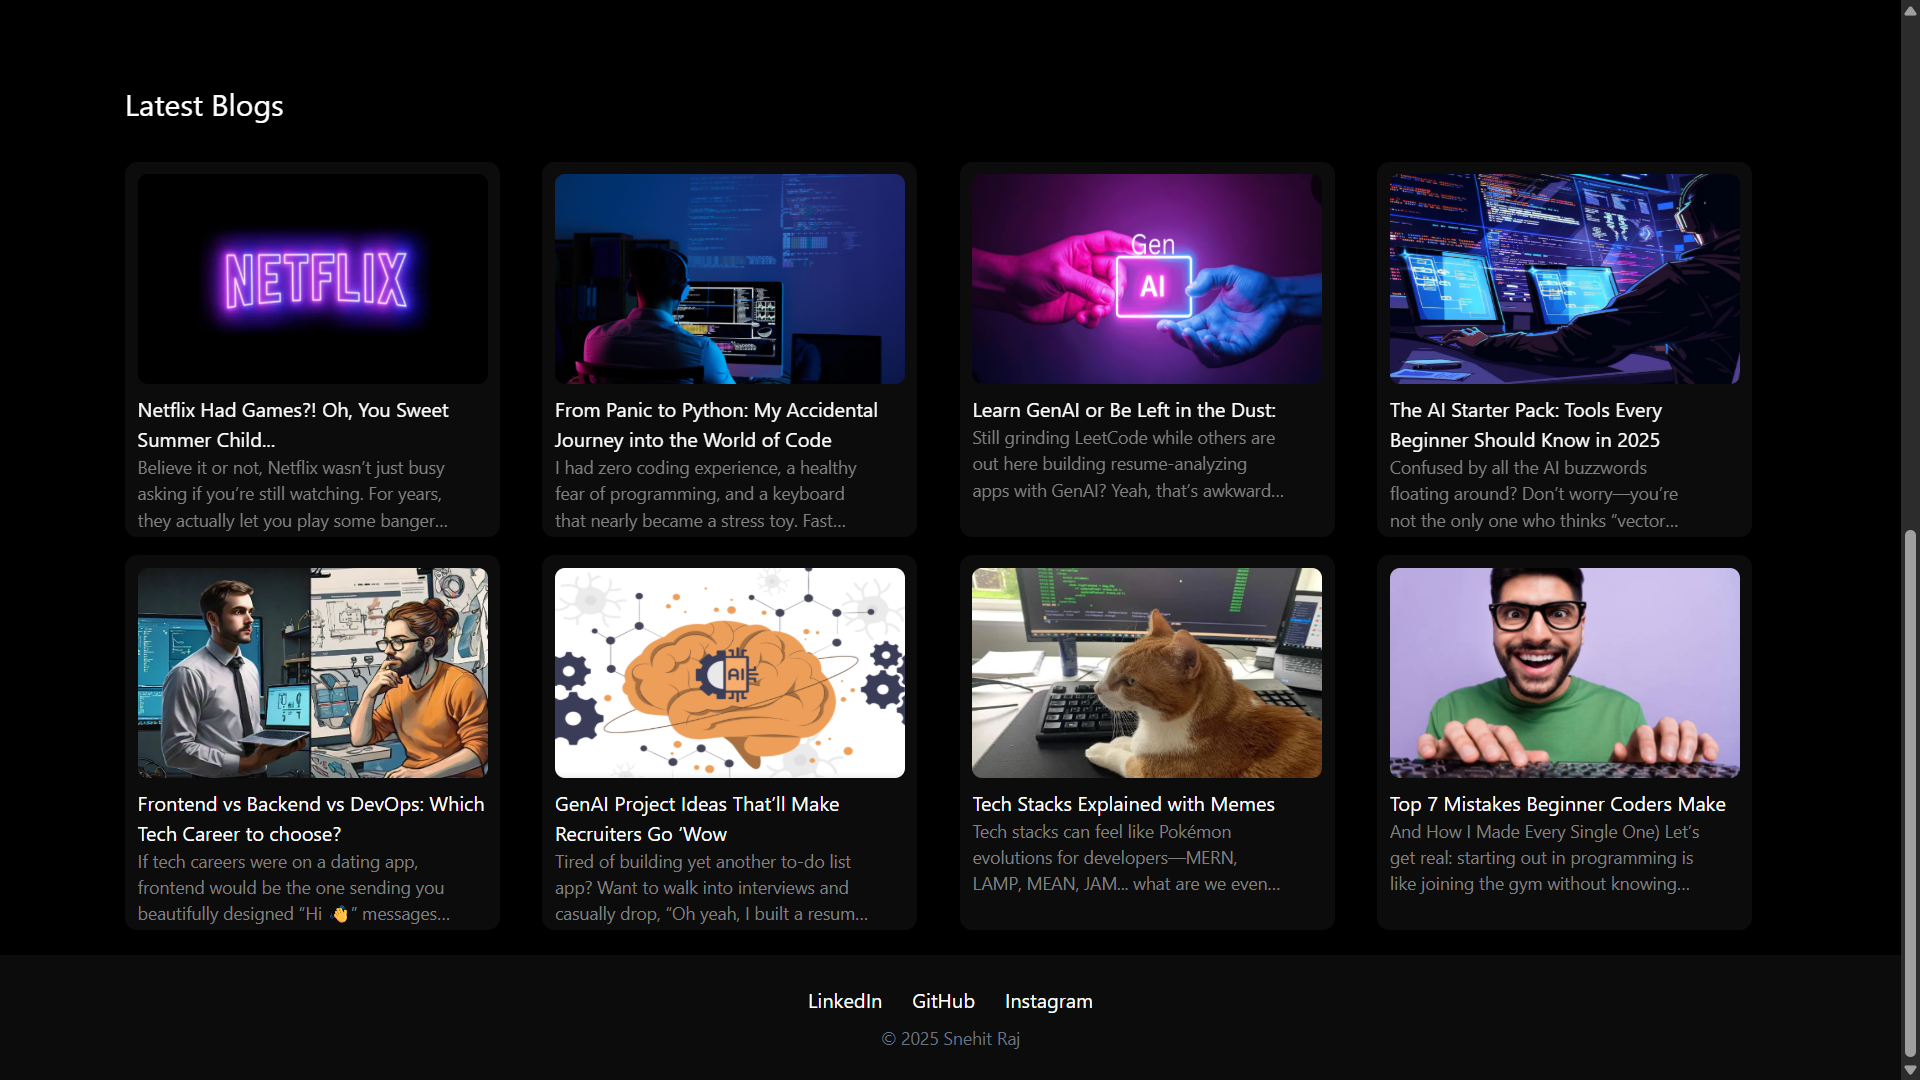 Latest Blogs
NETFLIX
Gen
AI
Netflix Had Games?! Oh, You Sweet
Summer Child...
Believe it or not, Netflix wasn’t just busy
asking if you’re still watching. For years,
they actually let you play some banger...
From Panic to Python: My Accidental
Journey into the World of Code
I had zero coding experience, a healthy
fear of programming, and a keyboard
that nearly became a stress toy. Fast...
Learn GenAI or Be Left in the Dust:
Still grinding LeetCode while others are
out here building resume-analyzing
apps with GenAI? Yeah, that’s awkward...
The AI Starter Pack: Tools Every
Beginner Should Know in 2025
Confused by all the AI buzzwords
floating around? Don’t worry—you’re
not the only one who thinks “vector...
AI
Frontend vs Backend vs DevOps: Which
Tech Career to choose?
If tech careers were on a dating app,
frontend would be the one sending you
beautifully designed “Hi 👋” messages...
GenAI Project Ideas That’ll Make
Recruiters Go ‘Wow
Tired of building yet another to-do list
app? Want to walk into interviews and
casually drop, “Oh yeah, I built a resum...
Tech Stacks Explained with Memes
Tech stacks can feel like Pokémon
evolutions for developers—MERN,
LAMP, MEAN, JAM... what are we even...
Top 7 Mistakes Beginner Coders Make
And How I Made Every Single One) Let’s
get real: starting out in programming is
like joining the gym without knowing...
LinkedIn GitHub Instagram
© 2025 Snehit Raj